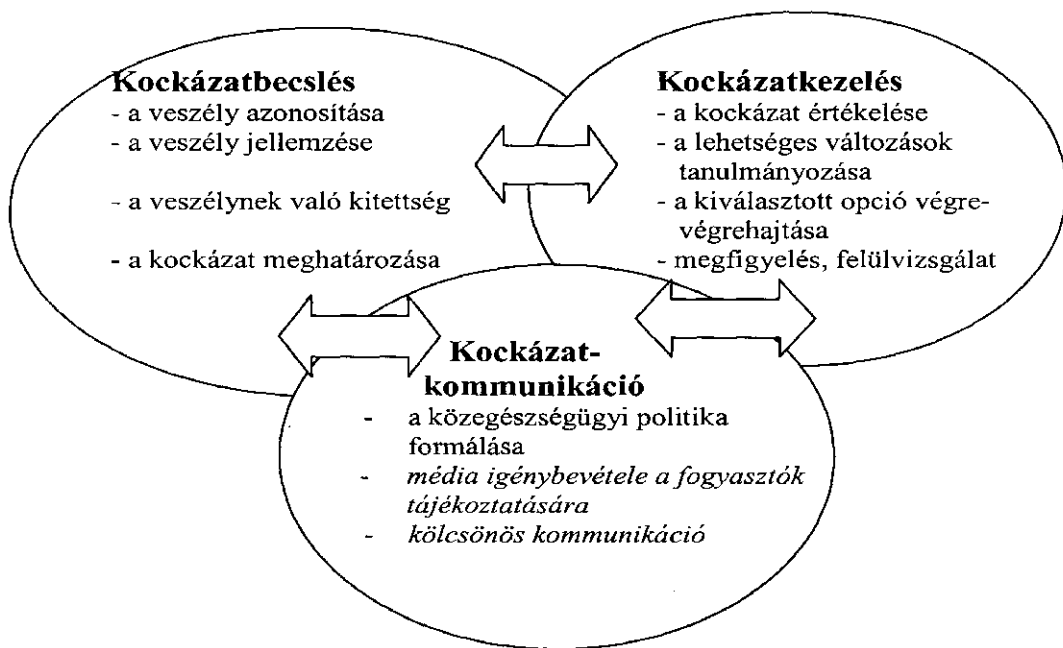 Kockázatbecslés
- a veszély azonosítása
- a veszély jellemzése
- a veszélynek való kitettség
- a kockázat meghatározása
Kockázatkezelés
- a kockázat értékelése
- a lehetséges változások
tanulmányozása
- a kiválasztott opció végre-
végrehajtása
- megfigyelés, felülvizsgálat
Kockázat-
kommunikáció
- a közegészségügyi politika
formálása
- média igénybevétele a fogyasztók
tájékoztatására
- kölcsönös kommunikáció